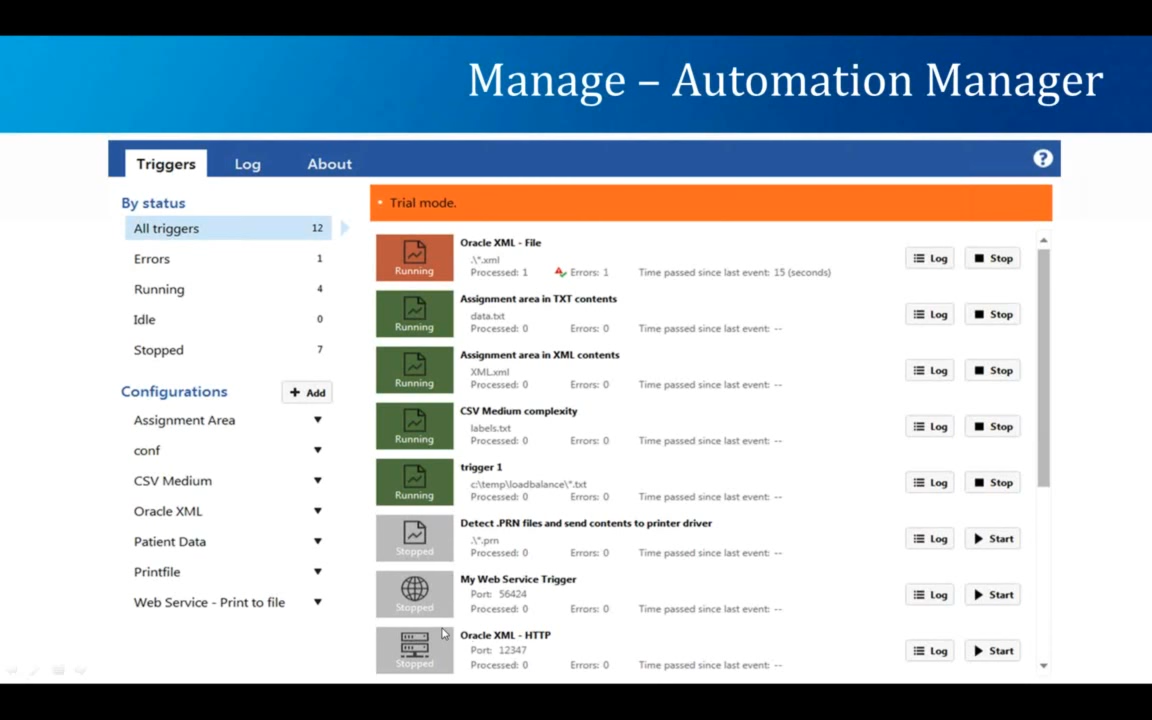 Manage – Automation Manager
Triggers Log About ?
By status
All triggers 12
Errors 1
Running 4
Idle 0
Stopped 7
Configurations + Add
Assignment Area
conf
CSV Medium
Oracle XML
Patient Data
Printfile
Web Service - Print to file
Trial mode.
Running
Oracle XML - File
.\*.xml
Processed: 1 Errors: 1 Time passed since last event: 15 (seconds)
Log Stop
Running
Assignment area in TXT contents
data.txt
Processed: 0 Errors: 0 Time passed since last event: --
Log Stop
Running
Assignment area in XML contents
XML.xml
Processed: 0 Errors: 0 Time passed since last event: --
Log Stop
Running
CSV Medium complexity
labels.txt
Processed: 0 Errors: 0 Time passed since last event: --
Log Stop
Running
trigger 1
c:\temp\loadbalance\*.txt
Processed: 0 Errors: 0 Time passed since last event: --
Log Stop
Stopped
Detect .PRN files and send contents to printer driver
.\*.prn
Processed: 0 Errors: 0 Time passed since last event: --
Log Start
Stopped
My Web Service Trigger
Port: 56424
Processed: 0 Errors: 0 Time passed since last event: --
Log Start
Stopped
Oracle XML - HTTP
Port: 12347
Processed: 0 Errors: 0 Time passed since last event: --
Log Start